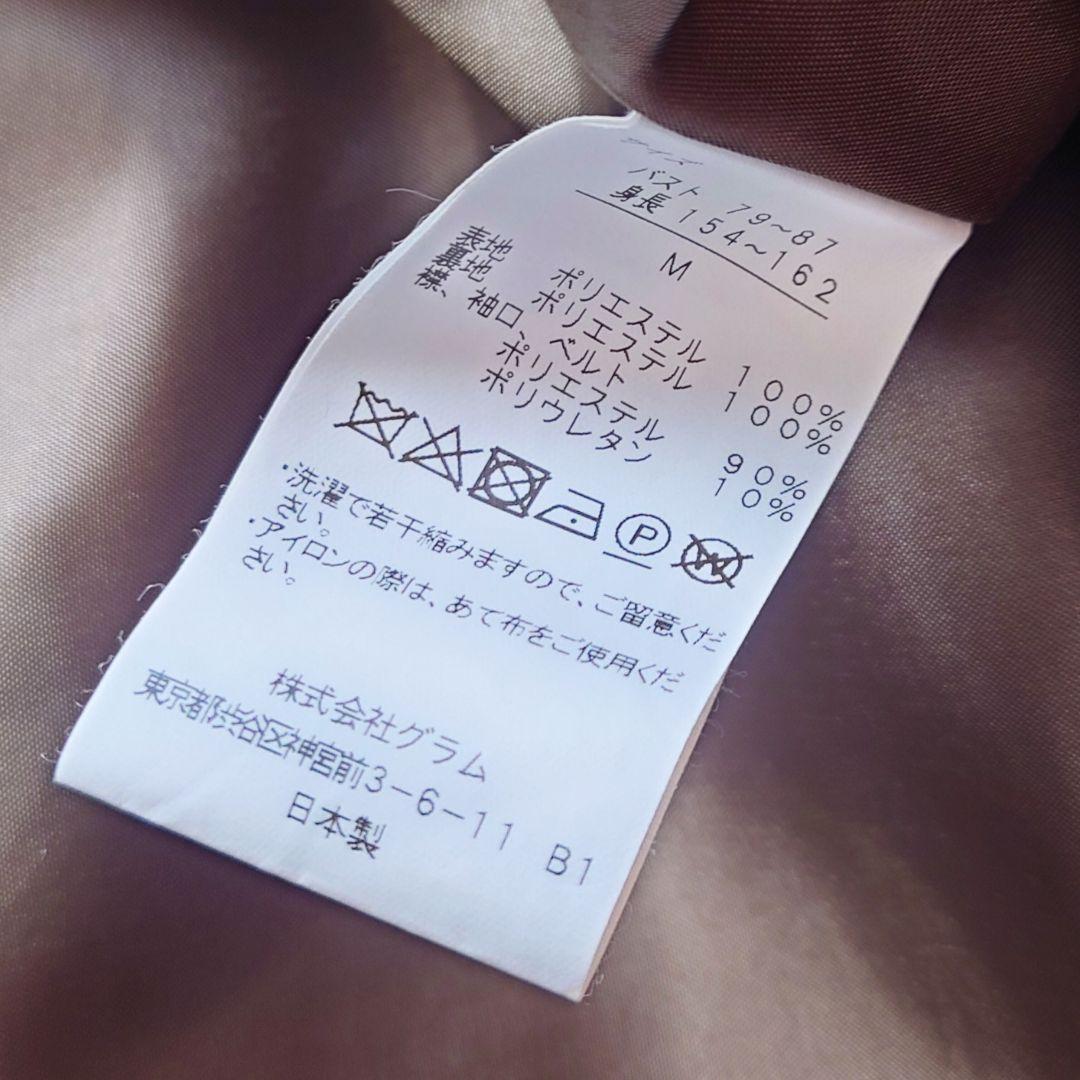 サイズ
バスト 79~87
身長 154~162
M
表地 ポリエステル 100%
裏地 ポリエステル 100%
襟、袖口、ベルト
ポリエステル 90%
ポリウレタン 10%
P W
・洗濯で若干縮みますので、ご留意くだ
さい。
・アイロンの際は、あて布をご使用くだ
さい。
株式会社グラム
東京都渋谷区神宮前3-6-11 B1
日本製